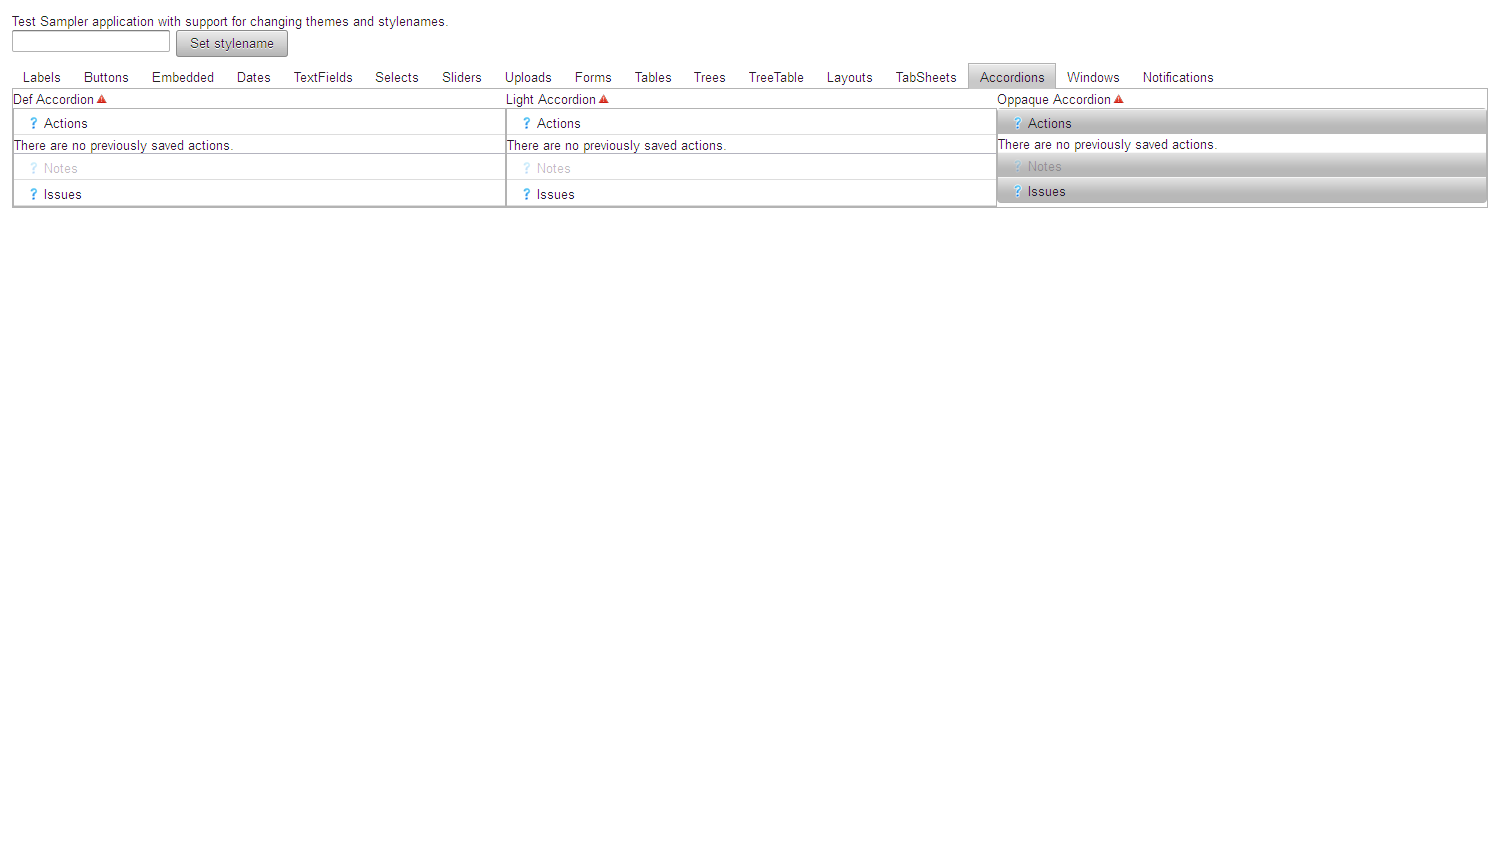 Test Sampler application with support for changing themes and stylenames.
Set stylename
Labels Buttons Embedded Dates TextFields Selects Sliders Uploads Forms Tables Trees TreeTable Layouts TabSheets Accordions Windows Notifications
Def Accordion Light Accordion Oppaque Accordion
? Actions ? Actions ? Actions
There are no previously saved actions. There are no previously saved actions. There are no previously saved actions.
? Notes ? Notes ? Notes
? Issues ? Issues ? Issues